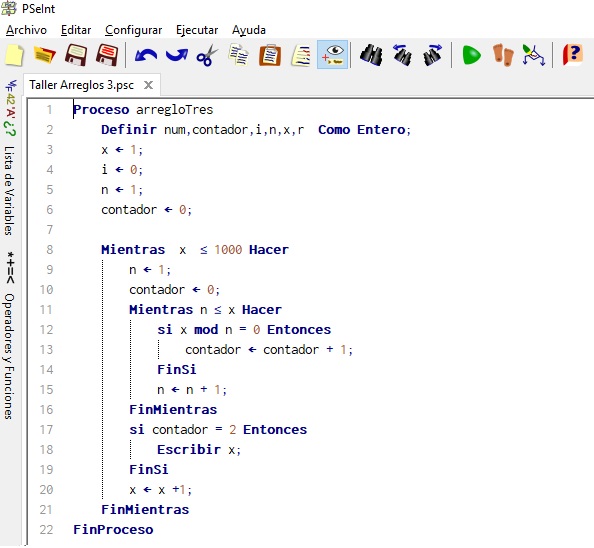 PSeInt
Archivo Editar Configurar Ejecutar Ayuda
Taller Arreglos 3.psc ×
Lista de Variables
Operadores y Funciones
1 Proceso arregloTres
2 Definir num,contador,i,n,x,r Como Entero;
3 x ← 1;
4 i ← 0;
5 n ← 1;
6 contador ← 0;
7
8 Mientras x ≤ 1000 Hacer
9 n ← 1;
10 contador ← 0;
11 Mientras n ≤ x Hacer
12 si x mod n = 0 Entonces
13 contador ← contador + 1;
14 FinSi
15 n ← n + 1;
16 FinMientras
17 si contador = 2 Entonces
18 Escribir x;
19 FinSi
20 x ← x +1;
21 FinMientras
22 FinProceso